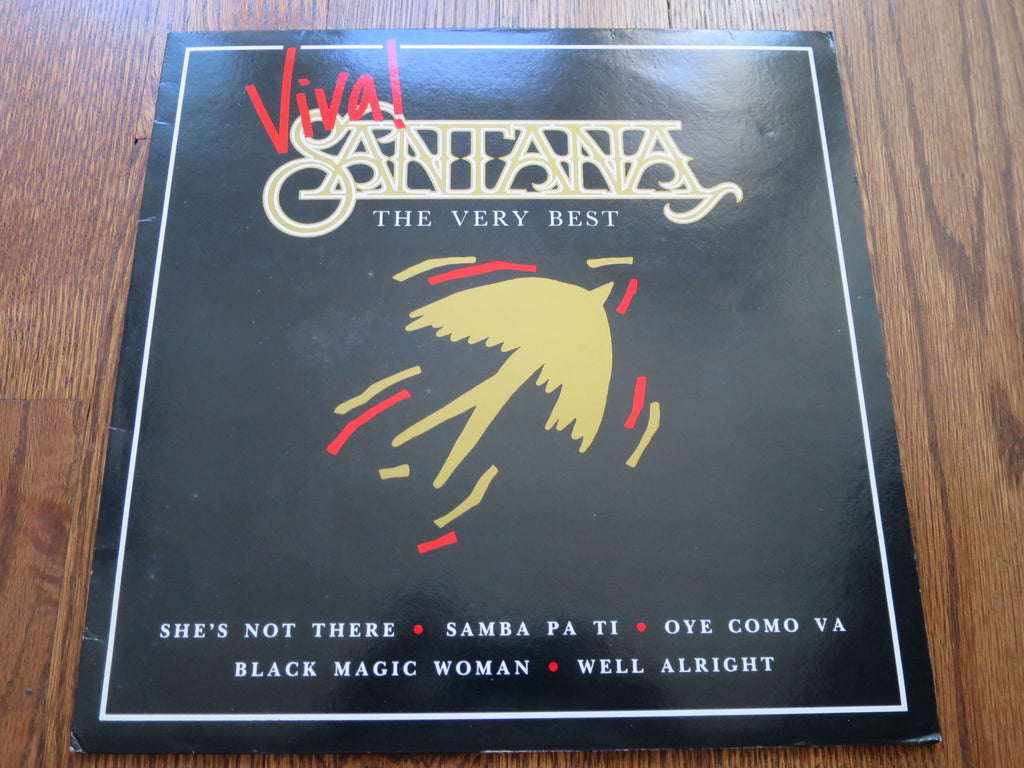 Viva!
SANTANA
THE VERY BEST
SHE'S NOT THERE • SAMBA PA TI • OYE COMO VA
BLACK MAGIC WOMAN • WELL ALRIGHT